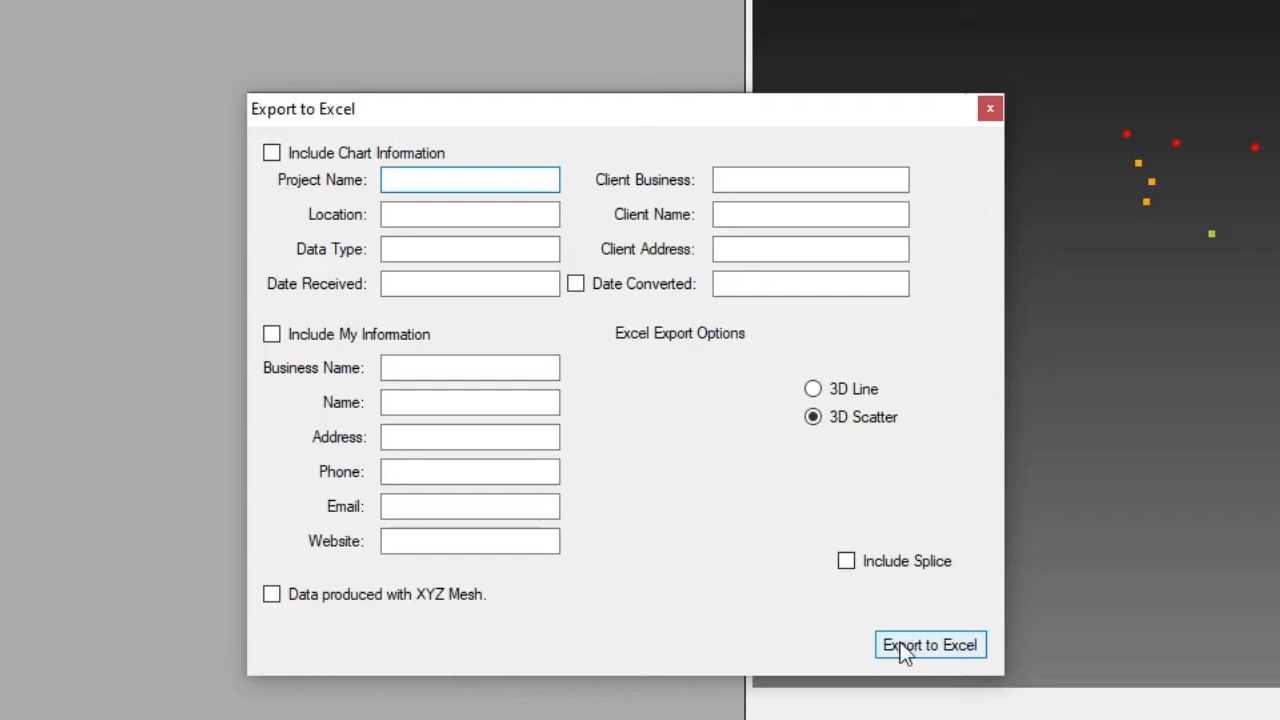 Export to Excel
x
Include Chart Information
Project Name:
Client Business:
Location:
Client Name:
Data Type:
Client Address:
Date Received:
Date Converted:
Include My Information
Excel Export Options
Business Name:
3D Line
Name:
3D Scatter
Address:
Phone:
Email:
Website:
Include Splice
Data produced with XYZ Mesh.
Export to Excel